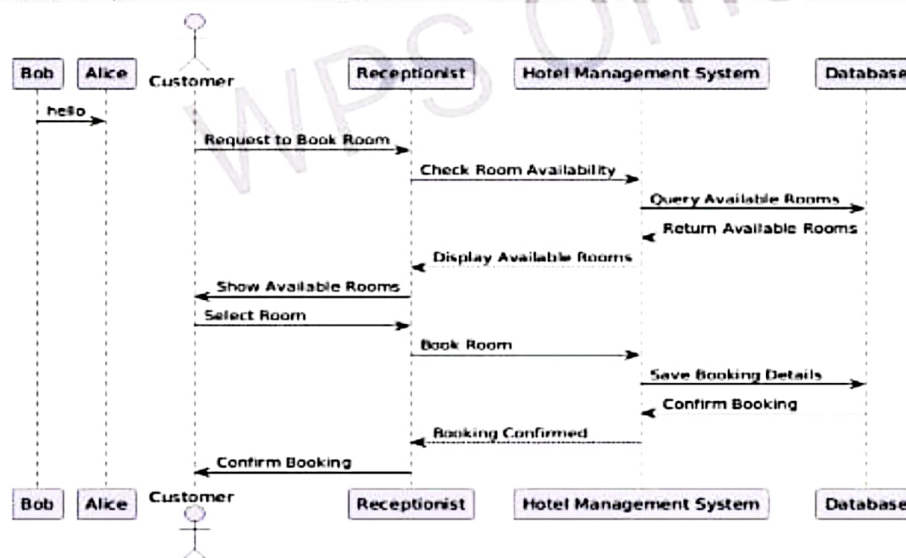 WPS Office
Bob Alice Customer Receptionist Hotel Management System Database
hello
Request to Book Room
Check Room Availability
Query Available Rooms
Return Available Rooms
Display Available Rooms
Show Available Rooms
Select Room
Book Room
Save Booking Details
Confirm Booking
Booking Confirmed
Confirm Booking
Bob Alice Customer Receptionist Hotel Management System Database